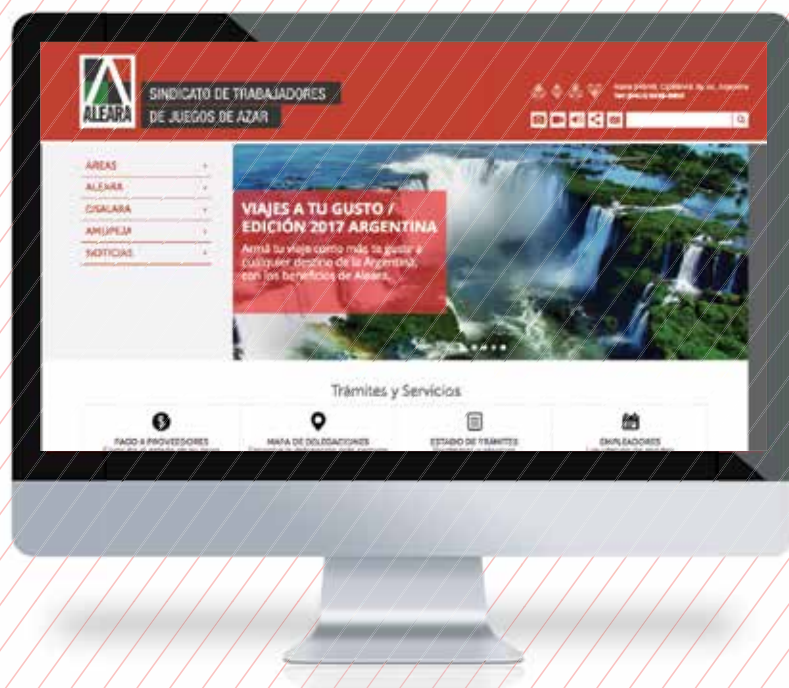 ALEARA
SINDICATO DE TRABAJADORES
DE JUEGOS DE AZAR
AREAS
ALEARA
OSALARA
AMUPEJA
NOTICIAS
VIAJES A TU GUSTO /
EDICIÓN 2017 ARGENTINA
Armá tu viaje como más te guste a
cualquier destino de la Argentina,
con los beneficios de Aleara.
Trámites y Servicios
PAGO A PROVEEDORES
MAPA DE DELEGACIONES
ESTADO DE TRÁMITES
EMPLEADORES